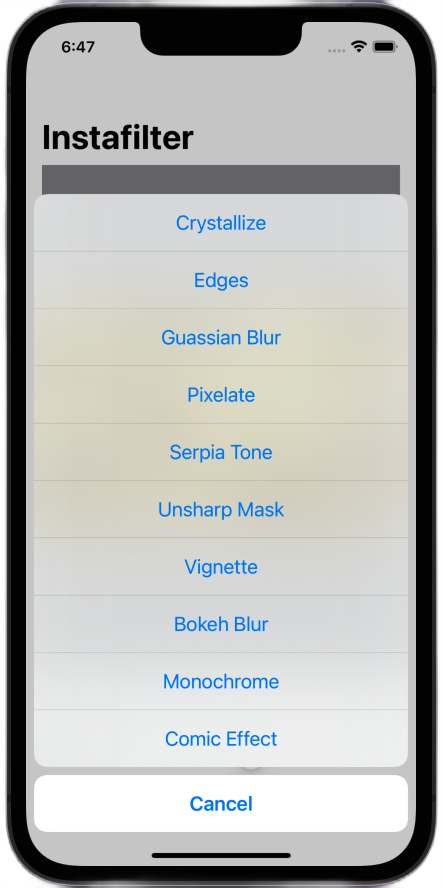 6:47
Instafilter
Crystallize
Edges
Guassian Blur
Pixelate
Serpia Tone
Unsharp Mask
Vignette
Bokeh Blur
Monochrome
Comic Effect
Cancel